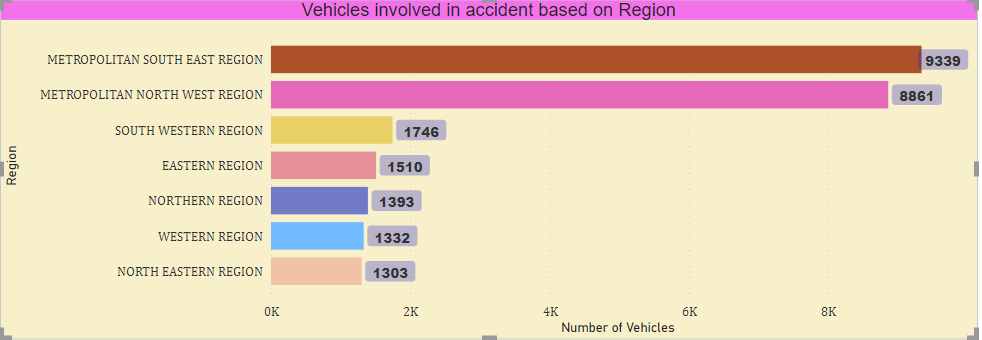 Vehicles involved in accident based on Region
Region
METROPOLITAN SOUTH EAST REGION 9339
METROPOLITAN NORTH WEST REGION 8861
SOUTH WESTERN REGION 1746
EASTERN REGION 1510
NORTHERN REGION 1393
WESTERN REGION 1332
NORTH EASTERN REGION 1303
0K 2K 4K 6K 8K
Number of Vehicles